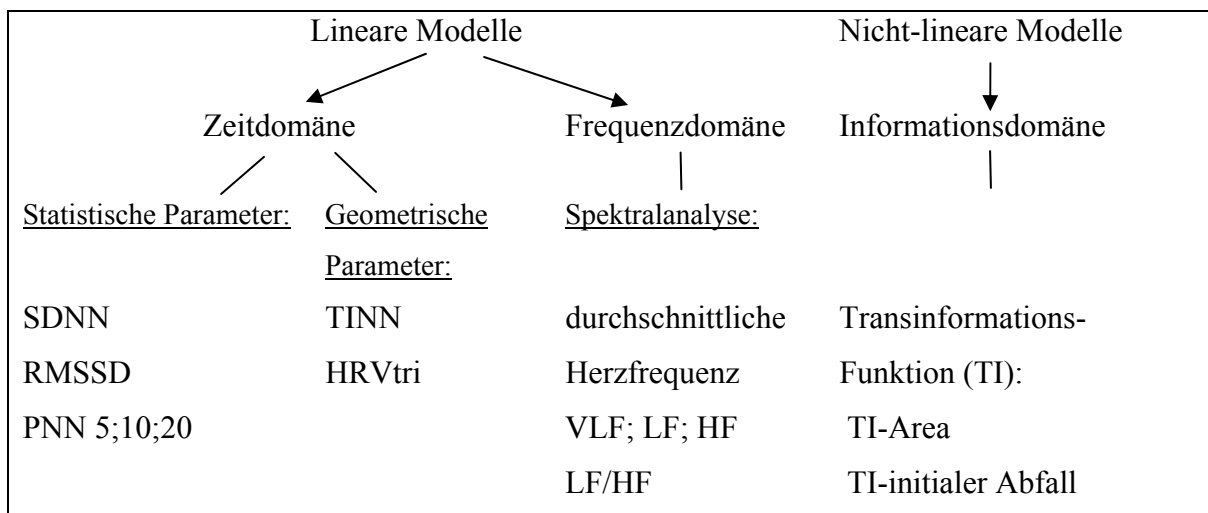 Lineare Modelle Nicht-lineare Modelle
Zeitdomäne Frequenzdomäne Informationsdomäne
Statistische Parameter: Geometrische Spektralanalyse:
Parameter:
SDNN TINN durchschnittliche Transinformations-
RMSSD HRVtri Herzfrequenz Funktion (TI):
PNN 5;10;20 VLF; LF; HF TI-Area
LF/HF TI-initialer Abfall